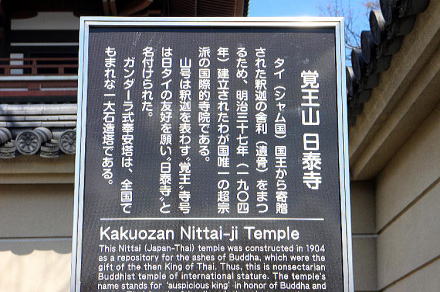 覚王山 日泰寺
タイ（シャム国）国王から寄贈
された釈迦の舎利（遺骨）をまつ
るため、明治三十七年（一九〇四
年）建立されたわが国唯一の超宗
派の国際的寺院である。
山号は釈迦を表わす〝覚王〟寺号
は日タイの友好を願い〝日泰寺〟と
名付けられた。
ガンダーラ式奉安塔は、全国で
もまれな一大石造塔である。
Kakuozan Nittai-ji Temple
This Nittai (Japan-Thai) temple was constructed in 1904
as a repository for the ashes of Buddha, which were the
gift of the then King of Thai. Thus, this is nonsectarian
Buddhist temple of international stature. The temple's
name stands for 'auspicious king' in honor of Buddha and